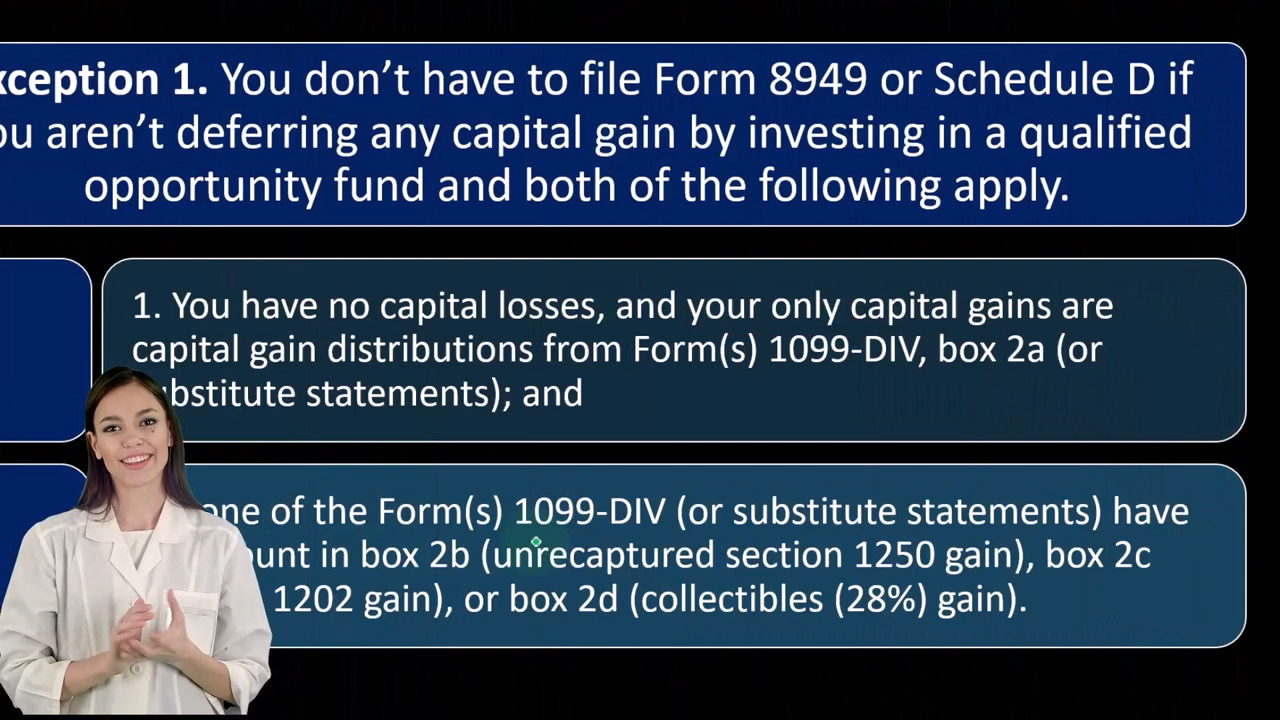 xception 1. You don’t have to file Form 8949 or Schedule D if
ou aren’t deferring any capital gain by investing in a qualified
opportunity fund and both of the following apply.
1. You have no capital losses, and your only capital gains are
capital gain distributions from Form(s) 1099-DIV, box 2a (or
ubstitute statements); and
one of the Form(s) 1099-DIV (or substitute statements) have
ount in box 2b (unrecaptured section 1250 gain), box 2c
1202 gain), or box 2d (collectibles (28%) gain).